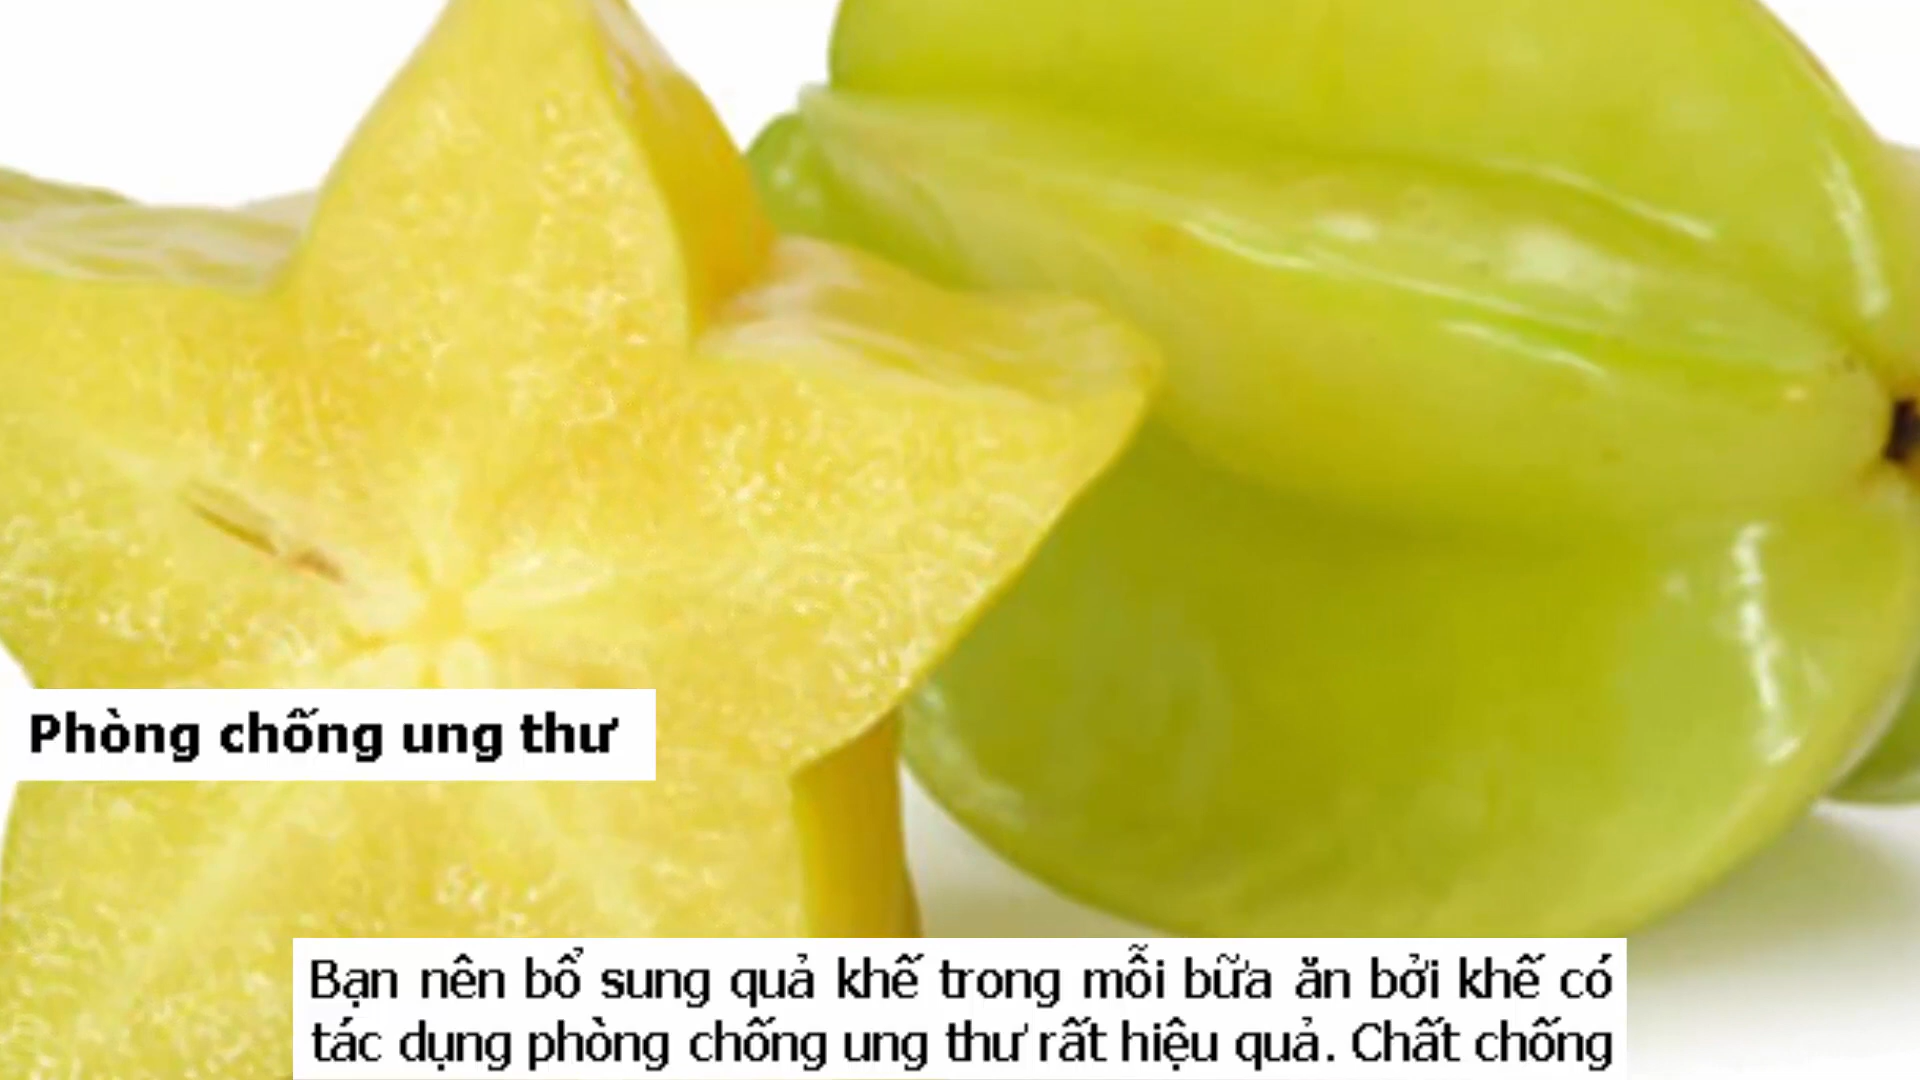 Phòng chống ung thư
Bạn nên bổ sung quả khế trong mỗi bữa ăn bởi khế có
tác dụng phòng chống ung thư rất hiệu quả. Chất chống